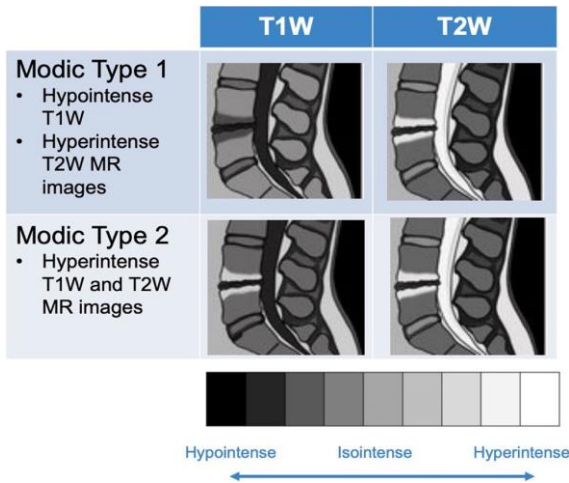 T1W T2W
Modic Type 1
• Hypointense
T1W
• Hyperintense
T2W MR
images
Modic Type 2
• Hyperintense
T1W and T2W
MR images
Hypointense Isointense Hyperintense